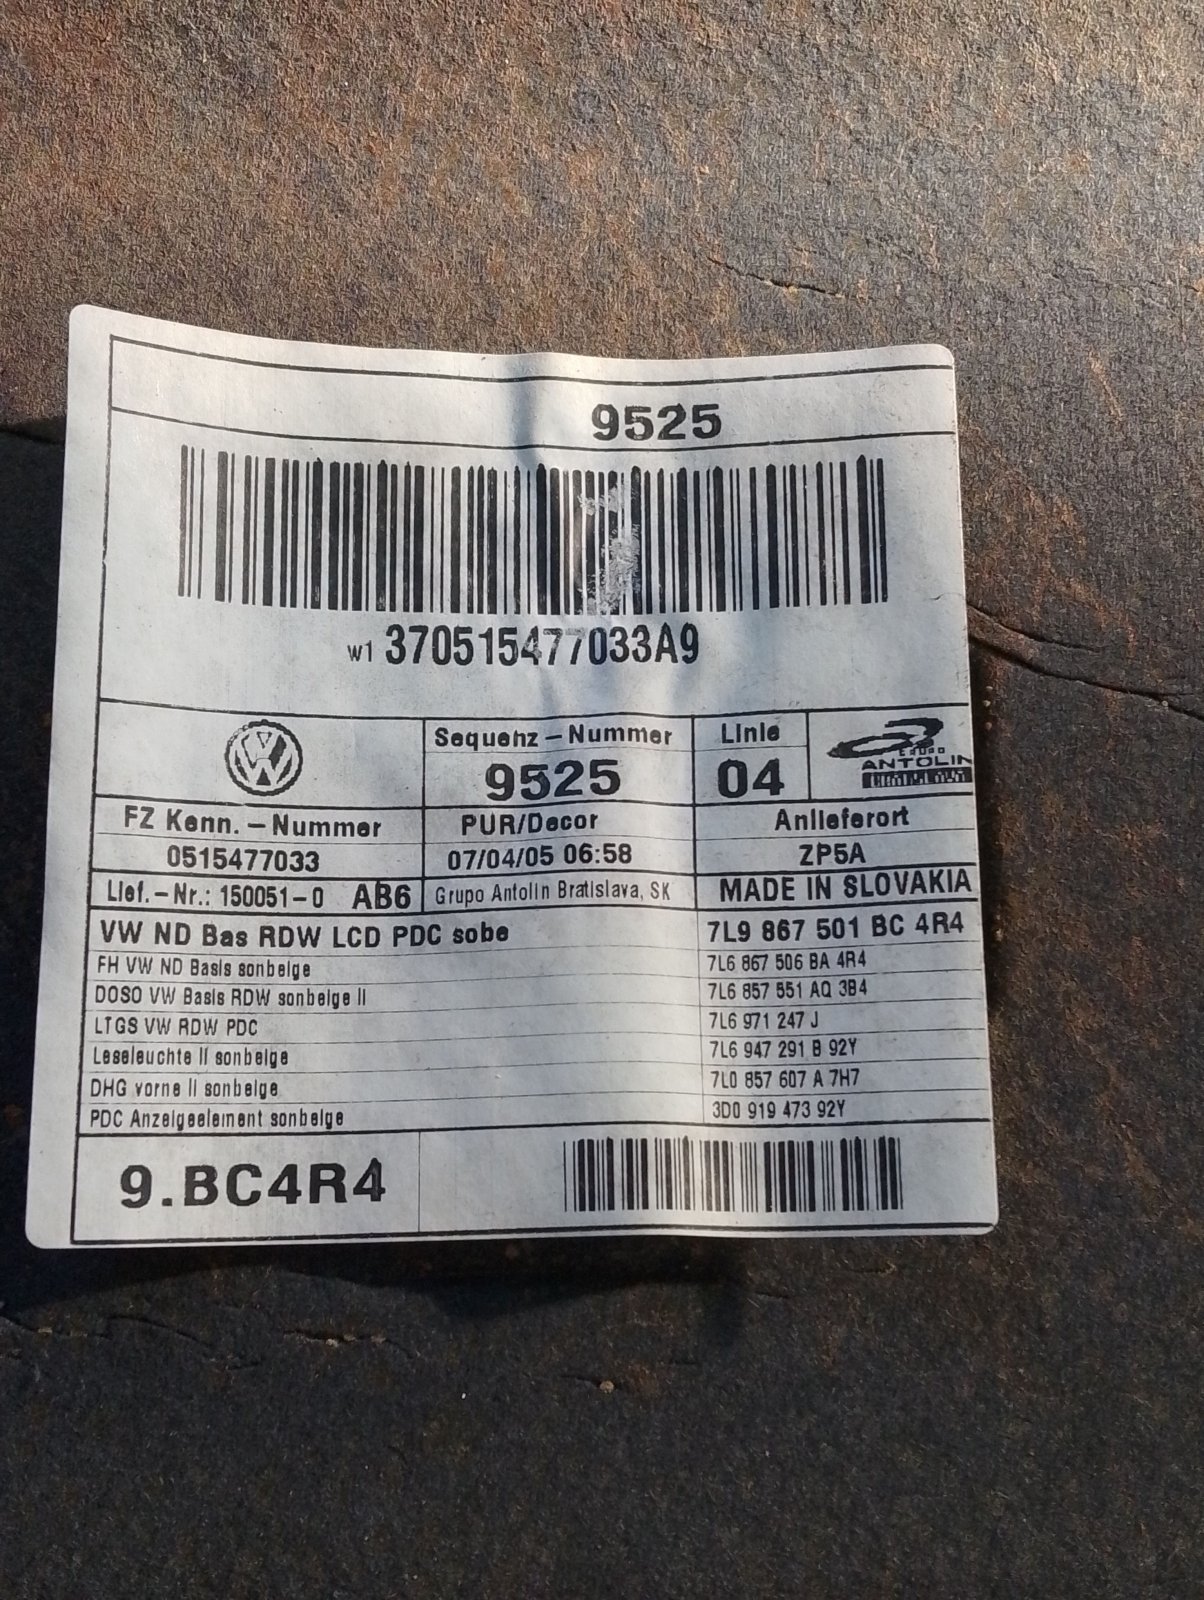 9525
W1 370515477033A9
Sequenz-Nummer
9525
Linie
04
GRUPO
ANTOLIN
FZ Kenn.-Nummer
0515477033
PUR/Decor
07/04/05 06:58
Anlieferort
ZP5A
Lief.-Nr.: 150051-0 AB6
Grupo Antolin Bratislava, SK
MADE IN SLOVAKIA
VW ND Bas RDW LCD PDC sobe 7L9 867 501 BC 4R4
FH VW ND Basis sonbeige 7L6 867 506 BA 4R4
DOSO VW Basis RDW sonbeige II 7L6 857 551 AQ 3B4
LTGS VW RDW PDC 7L6 971 247 J
Leseleuchte II sonbeige 7L6 947 291 B 92Y
DHG vorne II sonbeige 7L0 857 607 A 7H7
PDC Anzeigeelement sonbeige 3D0 919 473 92Y
9.BC4R4